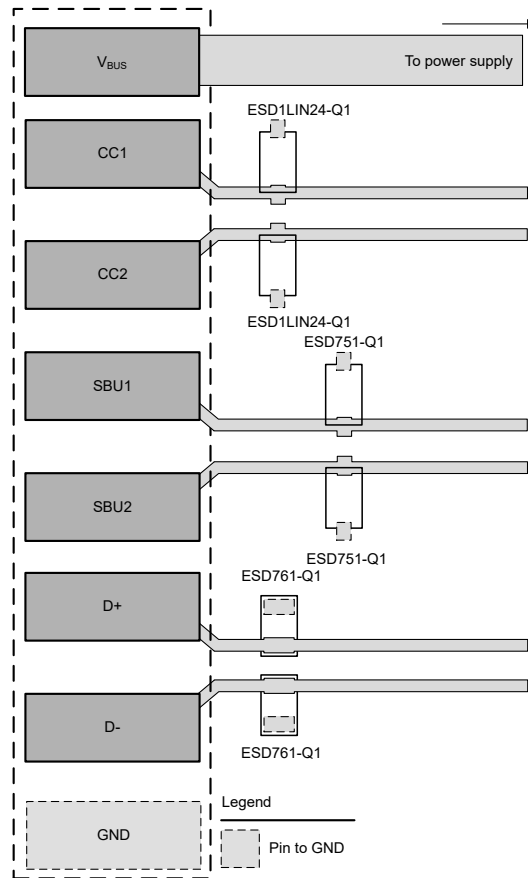 V_BUS
To power supply
ESD1LIN24-Q1
CC1
CC2
ESD1LIN24-Q1
ESD751-Q1
SBU1
SBU2
ESD751-Q1
ESD761-Q1
D+
D-
ESD761-Q1
Legend
GND
Pin to GND